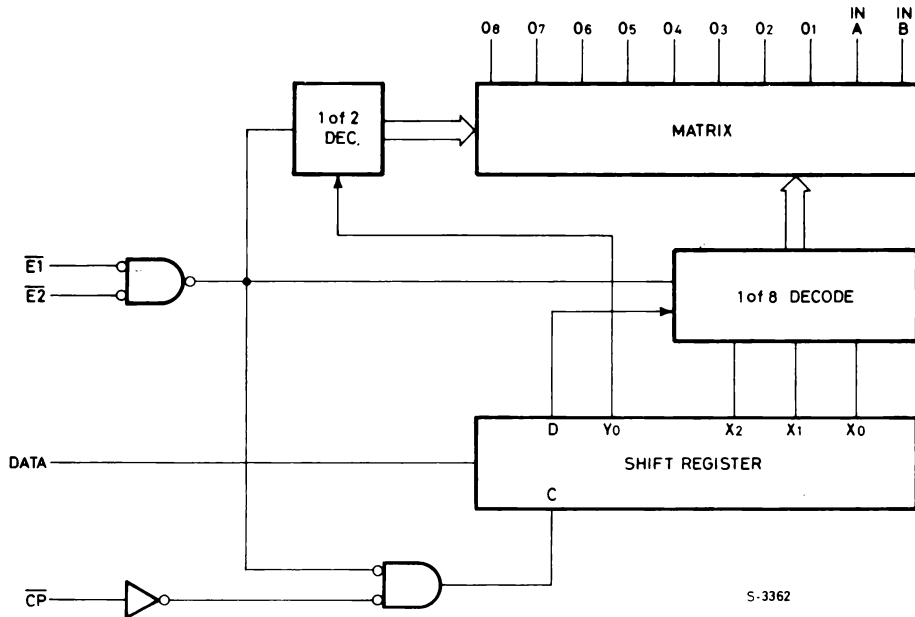 O8 O7 O6 O5 O4 O3 O2 O1 IN A IN B
1 of 2 DEC.
MATRIX
E1
E2
1 of 8 DECODE
D Y0 X2 X1 X0
DATA
SHIFT REGISTER
C
CP
S-3362